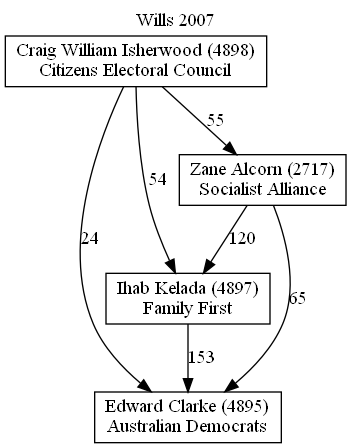 Wills 2007
Craig William Isherwood (4898)
Citizens Electoral Council
55
Zane Alcorn (2717)
Socialist Alliance
54
24
120
65
Ihab Kelada (4897)
Family First
153
Edward Clarke (4895)
Australian Democrats